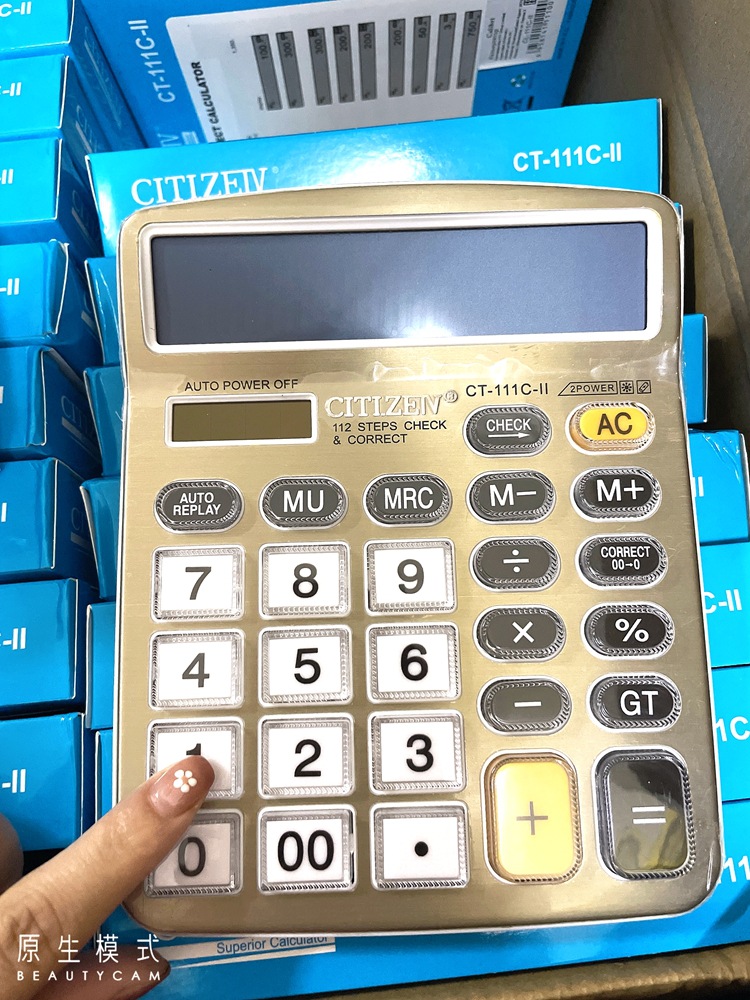 CT-111C-II
CITIZEN
CT-111C-II
AUTO POWER OFF
CITIZEN®
CT-111C-II
2POWER
112 STEPS CHECK
& CORRECT
CHECK
AC
AUTO
REPLAY
MU
MRC
M−
M+
7
8
9
÷
CORRECT
00→0
4
5
6
×
%
1
2
3
−
GT
0
00
•
+
=
Superior Calculator
原生模式
BEAUTYCAM